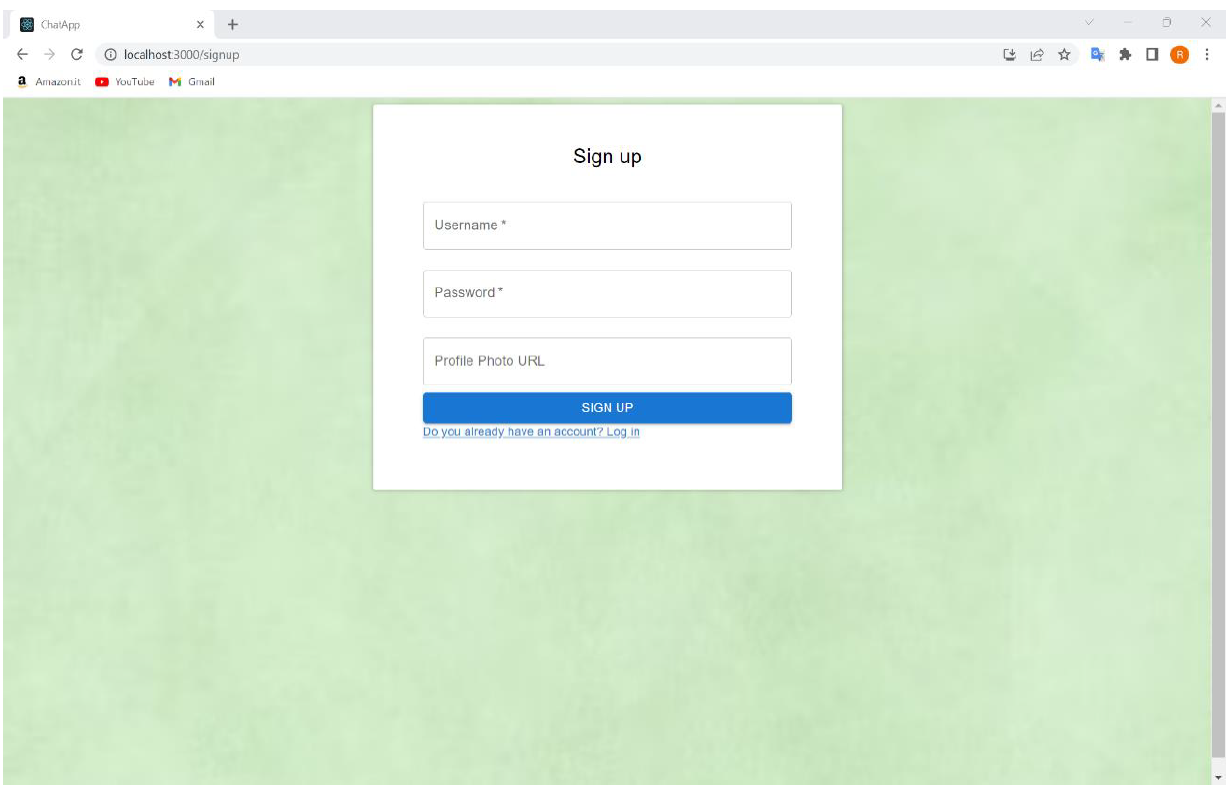 ChatApp
localhost:3000/signup
R
a Amazon.it YouTube Gmail
Sign up
Username *
Password *
Profile Photo URL
SIGN UP
Do you already have an account? Log in